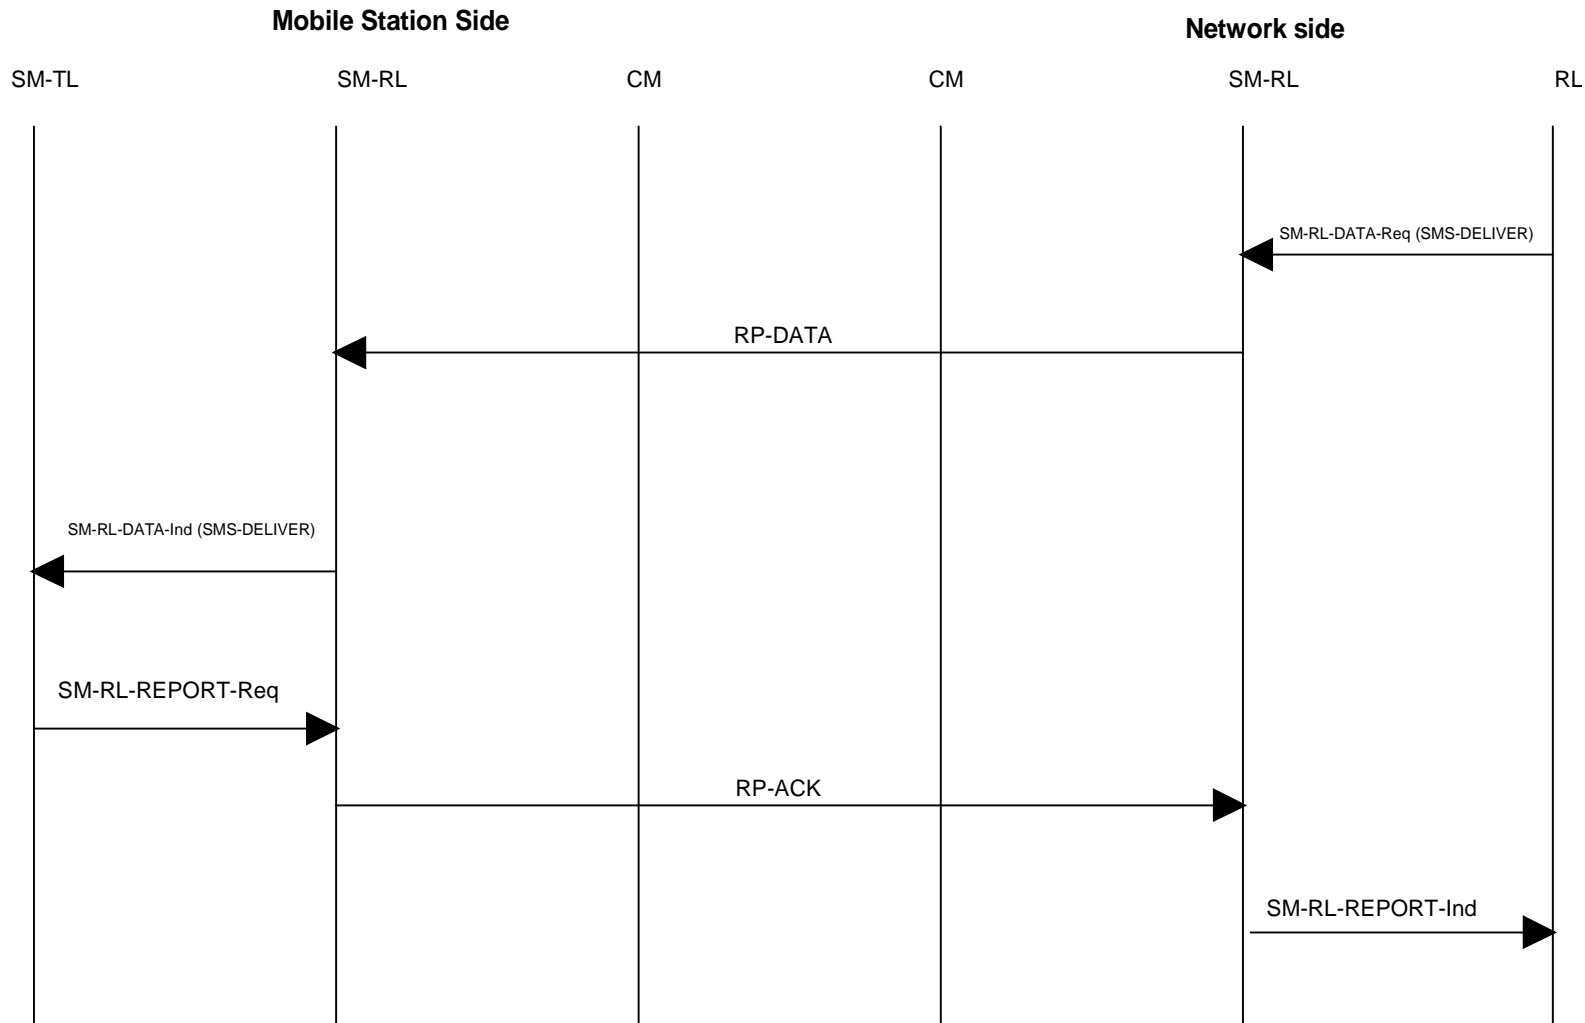 Mobile Station Side
Network side
SM-TL
SM-RL
CM
CM
SM-RL
RL
SM-RL-DATA-Req (SMS-DELIVER)
RP-DATA
SM-RL-DATA-Ind (SMS-DELIVER)
SM-RL-REPORT-Req
RP-ACK
SM-RL-REPORT-Ind